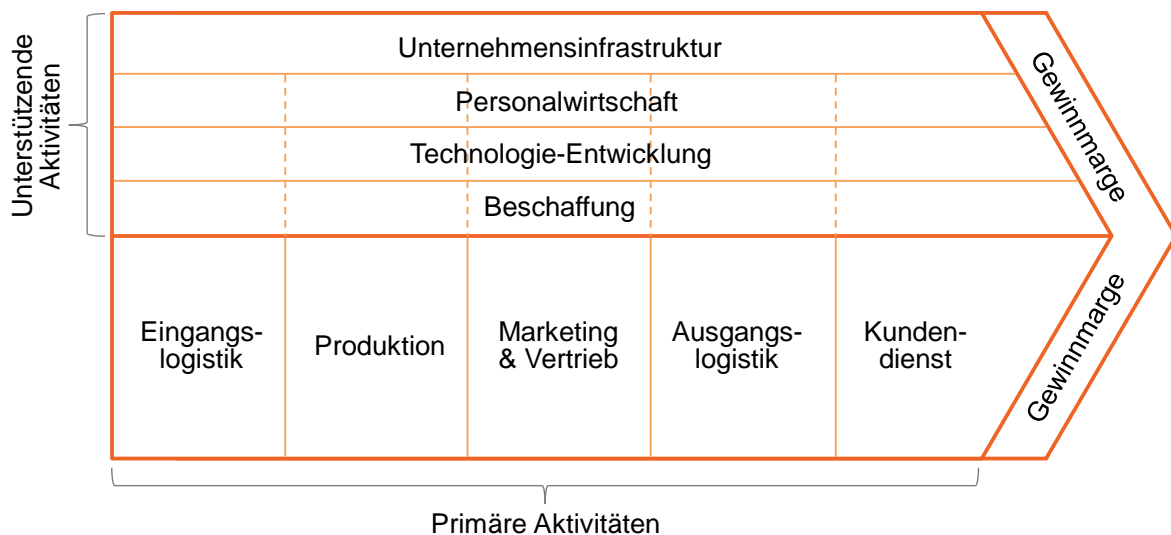 Unterstützende
Aktivitäten
Unternehmensinfrastruktur
Personalwirtschaft
Technologie-Entwicklung
Beschaffung
Gewinnmarge
Eingangs-
logistik
Produktion
Marketing
& Vertrieb
Ausgangs-
logistik
Kunden-
dienst
Gewinnmarge
Primäre Aktivitäten